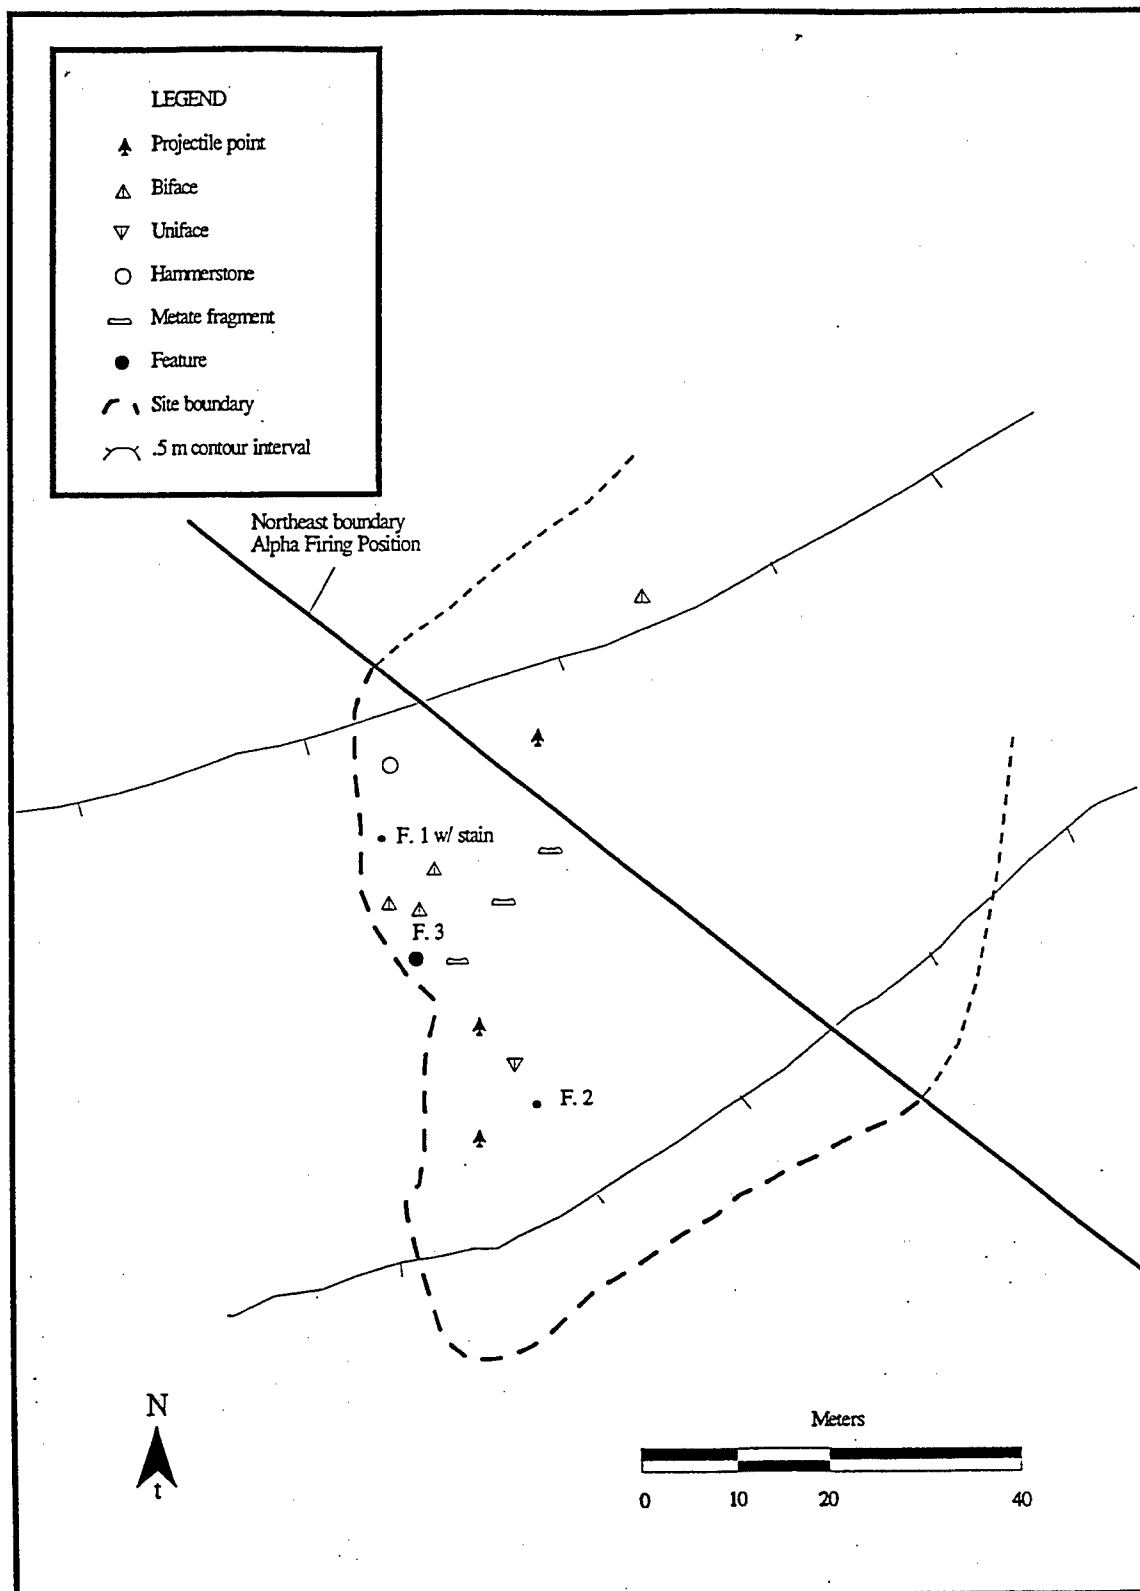 LEGEND
Projectile point
Biface
Uniface
Hammerstone
Metate fragment
Feature
Site boundary
.5 m contour interval
Northeast boundary
Alpha Firing Position
F. 1 w/ stain
F. 3
F. 2
N
t
Meters
0 10 20 40